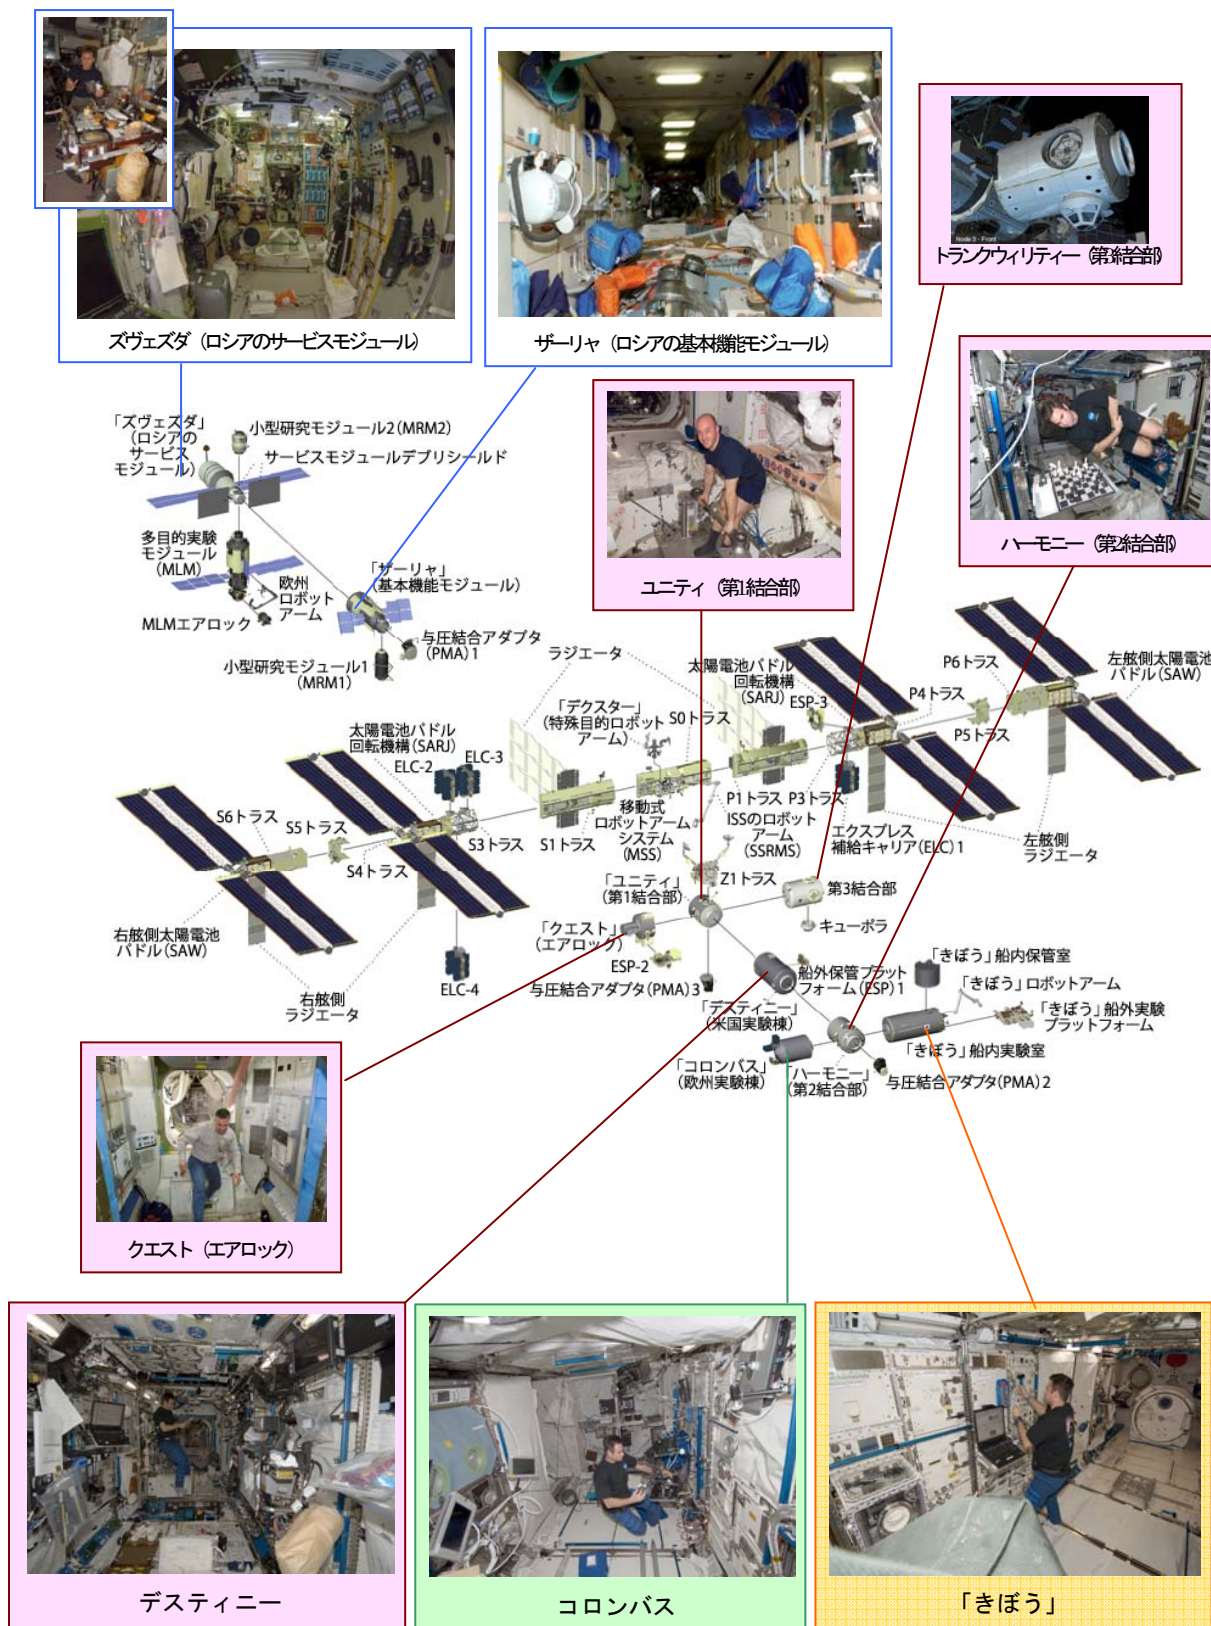 Node 3 - Front
トランクウィリティー（第3結合部）
ズヴェズダ（ロシアのサービスモジュール）
ザーリャ（ロシアの基本機能モジュール）
ハーモニー（第2結合部）
ユニティ（第1結合部）
「ズヴェズダ」
（ロシアの
サービス
モジュール）
小型研究モジュール2（MRM2）
サービスモジュールデブリシールド
多目的実験
モジュール
（MLM）
欧州
ロボット
アーム
MLMエアロック
「ザーリャ」
（基本機能モジュール）
与圧結合アダプタ
（PMA）1
小型研究モジュール1
（MRM1）
ラジエータ
「デクスター」
（特殊目的ロボット
アーム）
S0トラス
太陽電池パドル
回転機構
（SARJ）
ESP-3
P6トラス
P4トラス
左舷側太陽電池
パドル（SAW）
P5トラス
太陽電池パドル
回転機構（SARJ）
ELC-2
ELC-3
S6トラス
S5トラス
S4トラス
S3トラス
S1トラス
移動式
ロボットアーム
システム
（MSS）
P1トラス
P3トラス
ISSのロボット
アーム
（SSRMS）
エクスプレス
補給キャリア（ELC）1
左舷側
ラジエータ
Z1トラス
「ユニティ」
（第1結合部）
第3結合部
キューポラ
「クエスト」
（エアロック）
ESP-2
与圧結合アダプタ（PMA）3
右舷側太陽電池
パドル（SAW）
右舷側
ラジエータ
ELC-4
船外保管プラット
フォーム（ESP）1
「デスティニー」
（米国実験棟）
「きぼう」船内保管室
「きぼう」ロボットアーム
「きぼう」船外実験
プラットフォーム
「きぼう」船内実験室
「コロンバス」
（欧州実験棟）
「ハーモニー」
（第2結合部）
与圧結合アダプタ（PMA）2
クエスト（エアロック）
デスティニー
コロンバス
「きぼう」